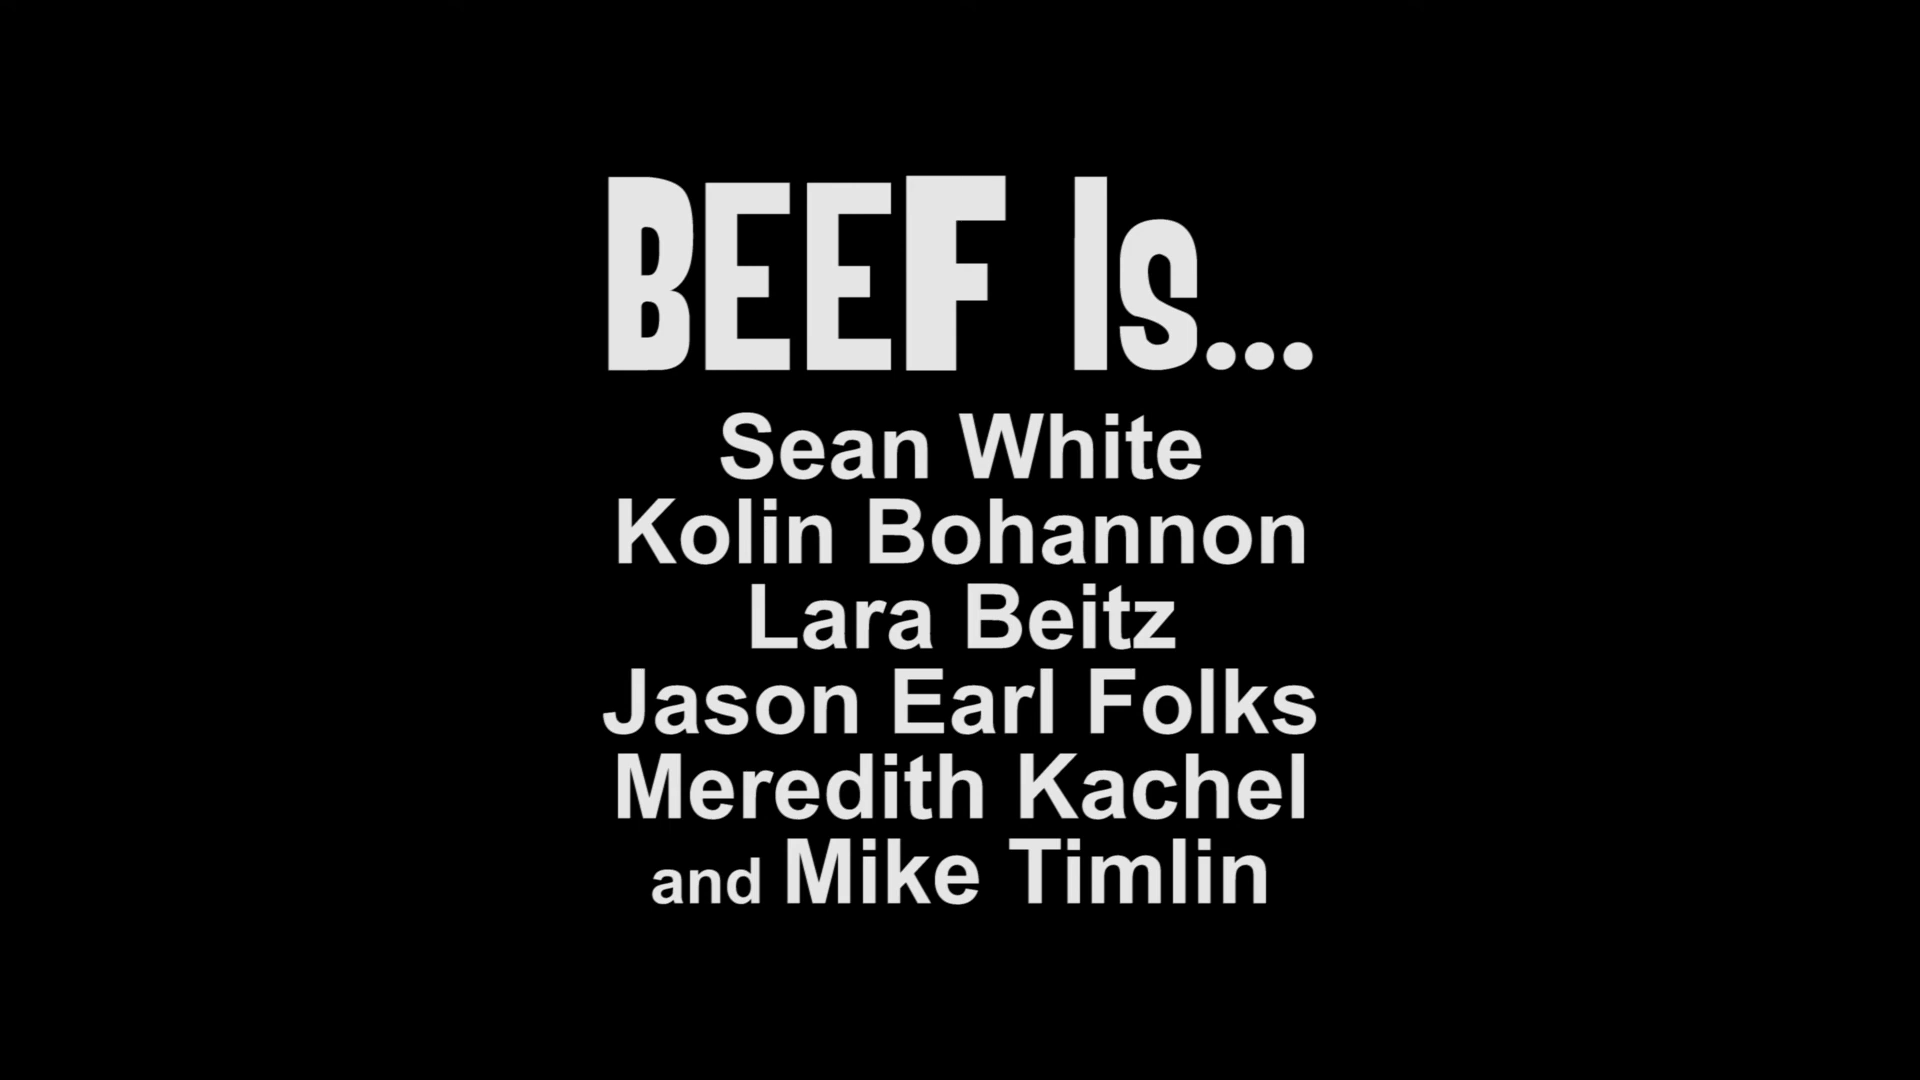 BEEF Is...
Sean White
Kolin Bohannon
Lara Beitz
Jason Earl Folks
Meredith Kachel
and Mike Timlin